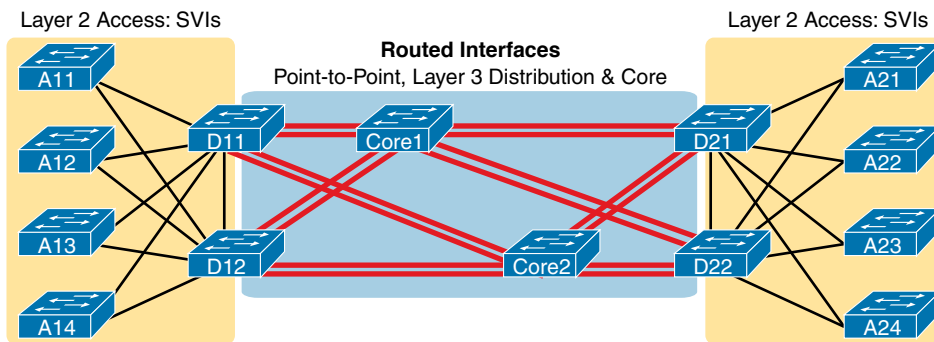 Layer 2 Access: SVIs
Layer 2 Access: SVIs
Routed Interfaces
Point-to-Point, Layer 3 Distribution & Core
A11
A21
D11
Core1
D21
A12
A22
A13
A23
D12
Core2
D22
A14
A24